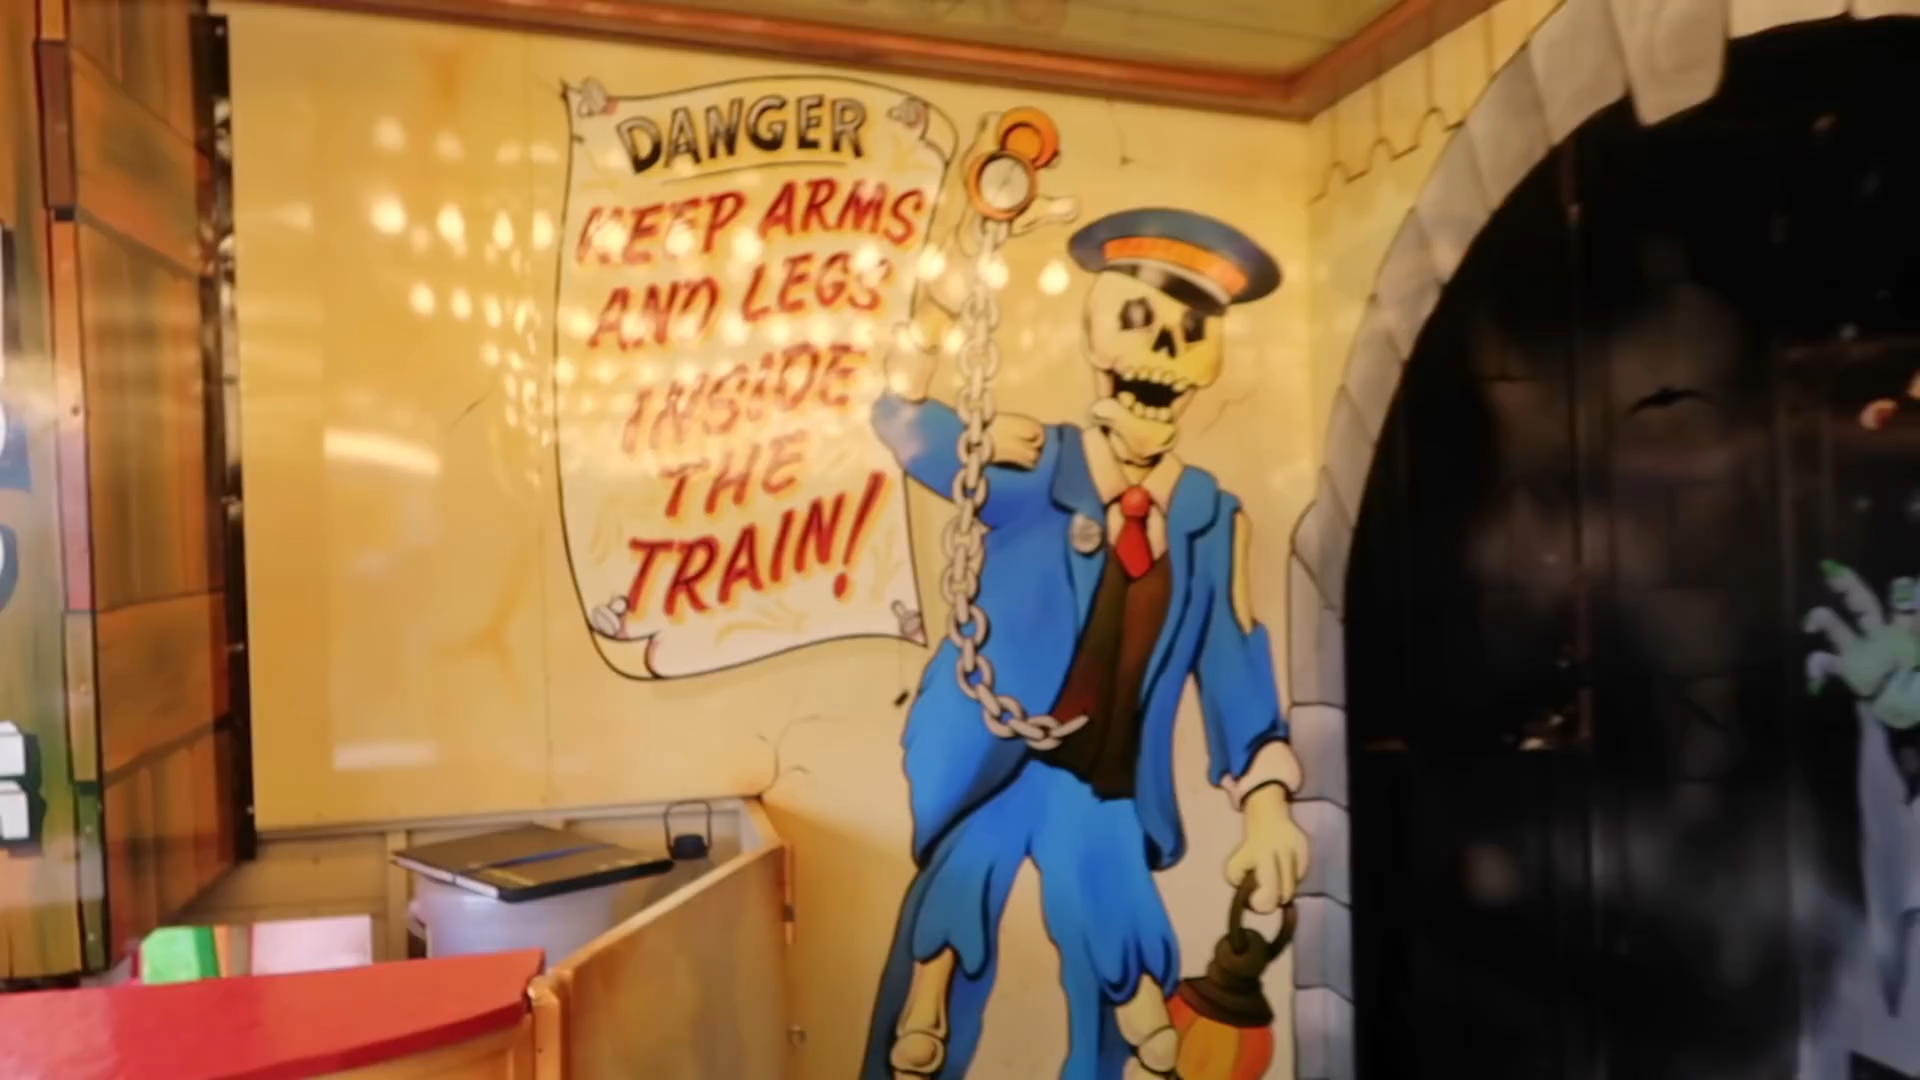 DANGER
KEEP ARMS
AND LEGS
INSIDE
THE
TRAIN!